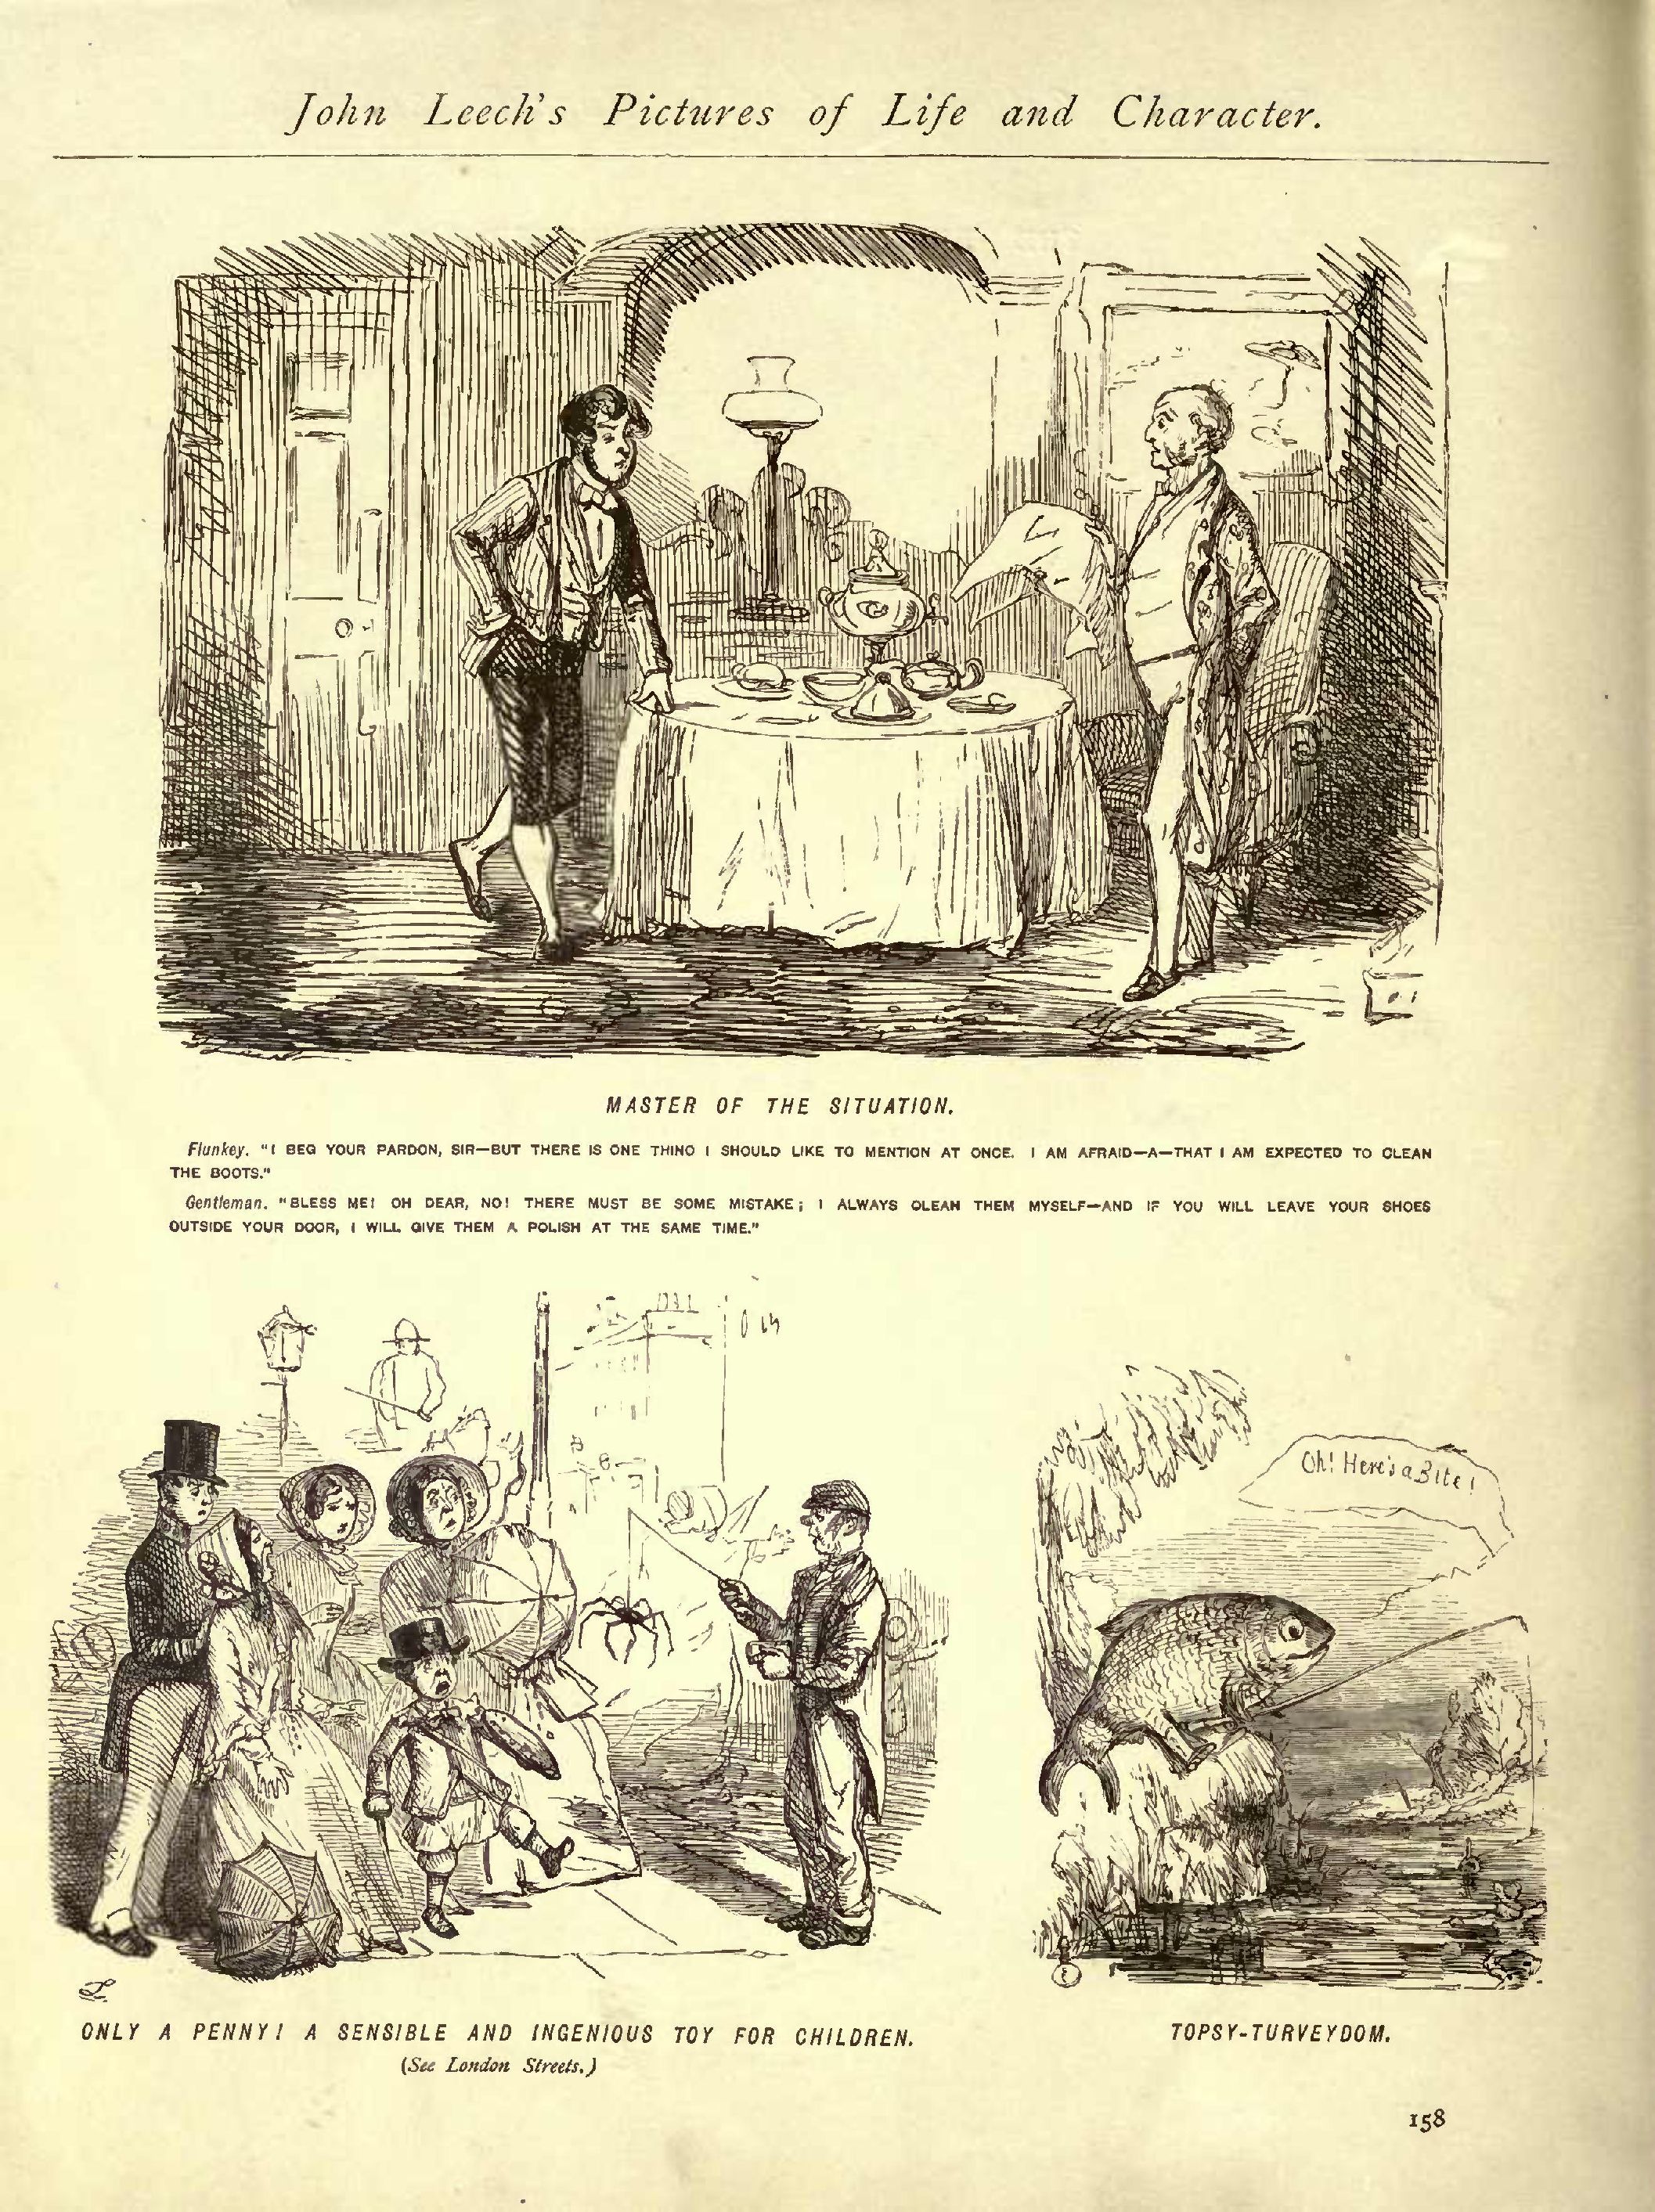 John Leech's Pictures of Life and Character.
MASTER OF THE SITUATION.
Flunkey. "I BEG YOUR PARDON, SIR—BUT THERE IS ONE THING I SHOULD LIKE TO MENTION AT ONCE. I AM AFRAID—A—THAT I AM EXPECTED TO CLEAN
THE BOOTS."
Gentleman. "BLESS ME! OH DEAR, NO! THERE MUST BE SOME MISTAKE; I ALWAYS CLEAN THEM MYSELF—AND IF YOU WILL LEAVE YOUR SHOES
OUTSIDE YOUR DOOR, I WILL GIVE THEM A POLISH AT THE SAME TIME."
Oh! Here's a Bite!
L.
ONLY A PENNY! A SENSIBLE AND INGENIOUS TOY FOR CHILDREN.
(See London Streets.)
TOPSY-TURVEYDOM.
158